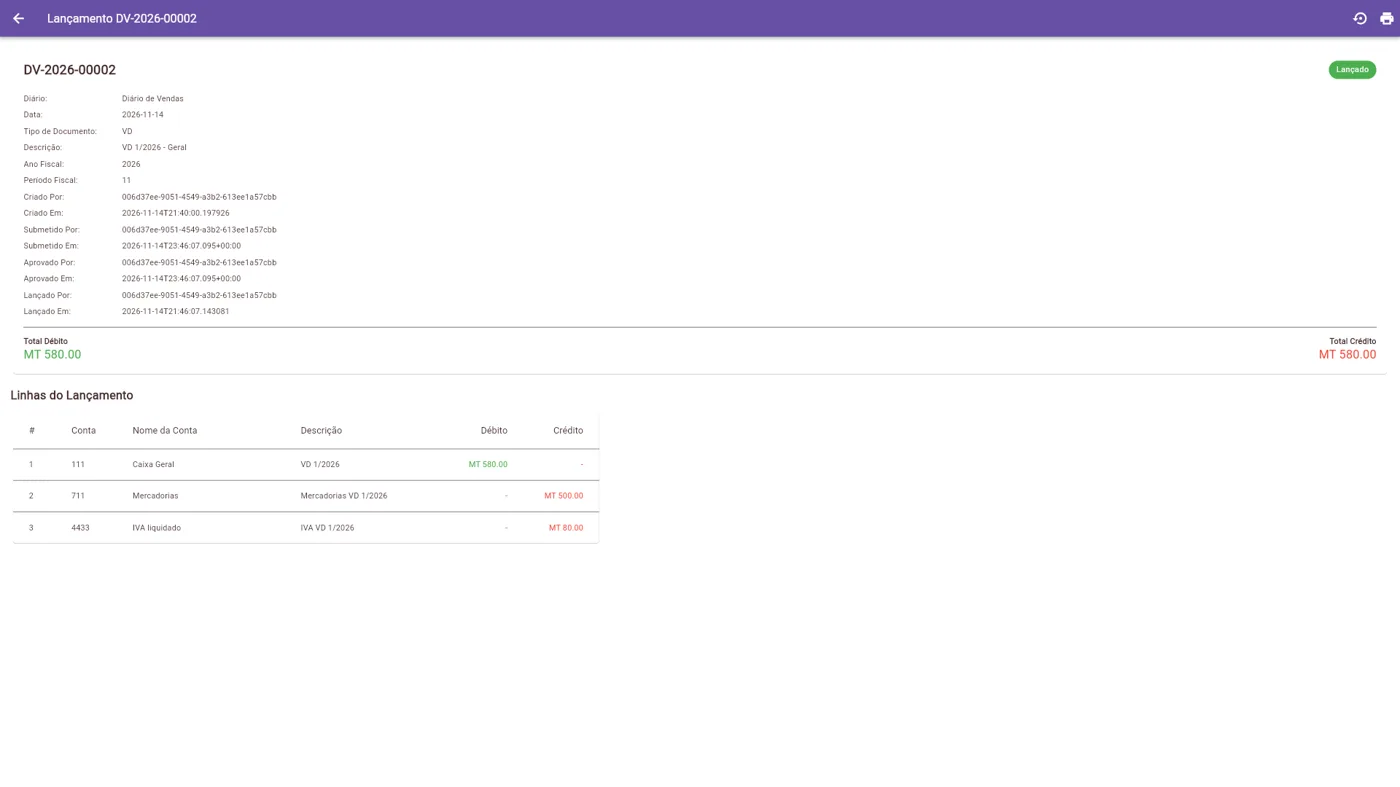 Lançamento DV-2026-00002
DV-2026-00002
Lançado
Diário: Diário de Vendas
Data: 2026-11-14
Tipo de Documento: VD
Descrição: VD 1/2026 - Geral
Ano Fiscal: 2026
Período Fiscal: 11
Criado Por: 006d37ee-9051-4549-a3b2-613ee1a57cbb
Criado Em: 2026-11-14T21:40:00.197926
Submetido Por: 006d37ee-9051-4549-a3b2-613ee1a57cbb
Submetido Em: 2026-11-14T23:46:07.095+00:00
Aprovado Por: 006d37ee-9051-4549-a3b2-613ee1a57cbb
Aprovado Em: 2026-11-14T23:46:07.095+00:00
Lançado Por: 006d37ee-9051-4549-a3b2-613ee1a57cbb
Lançado Em: 2026-11-14T21:46:07.143081
Total Débito Total Crédito
MT 580.00 MT 580.00
Linhas do Lançamento
# Conta Nome da Conta Descrição Débito Crédito
1 111 Caixa Geral VD 1/2026 MT 580.00 -
2 711 Mercadorias Mercadorias VD 1/2026 - MT 500.00
3 4433 IVA liquidado IVA VD 1/2026 - MT 80.00